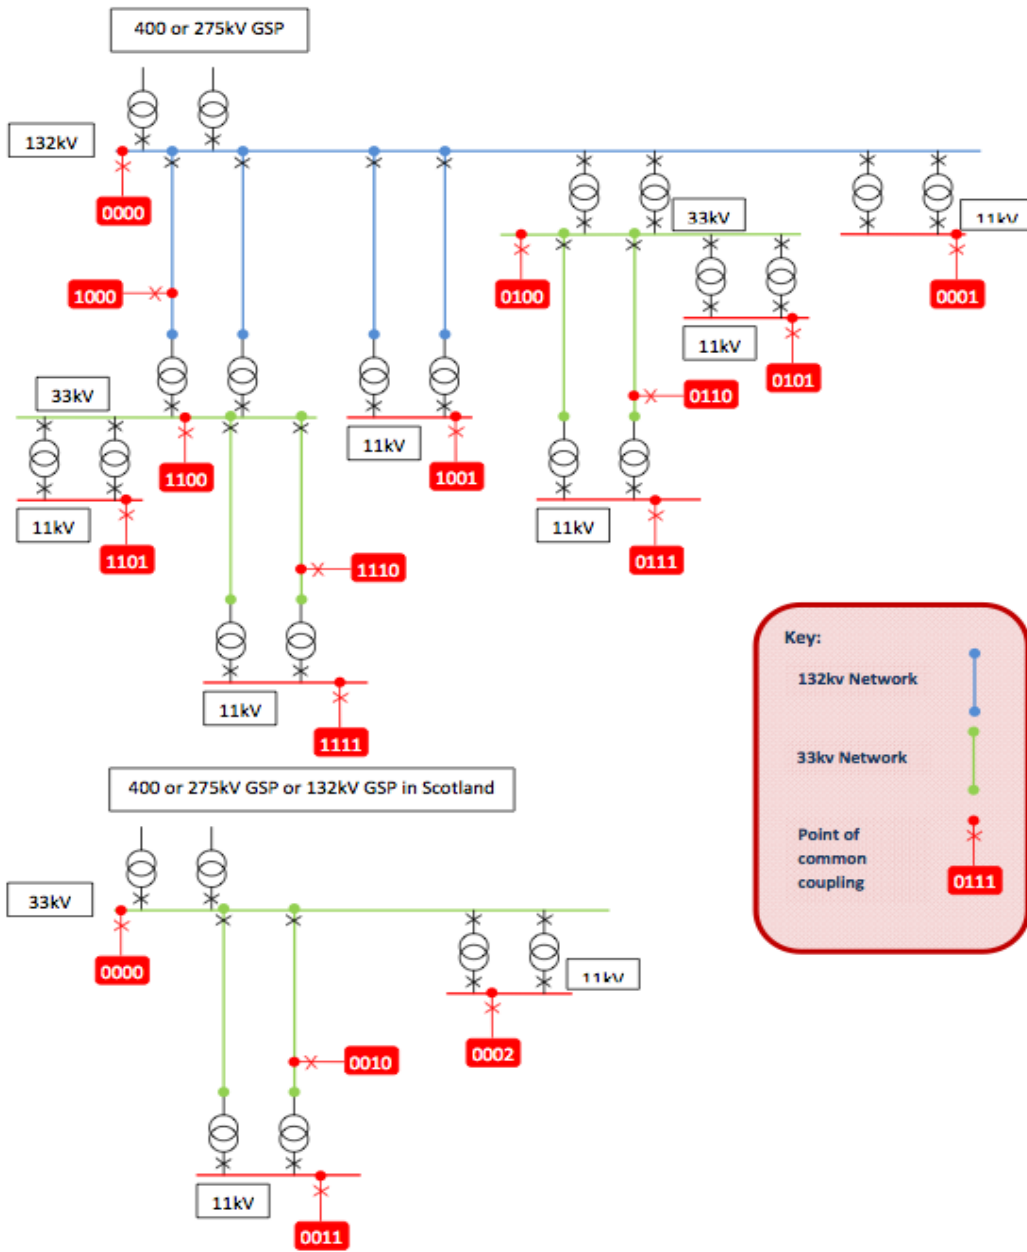 400 or 275kV GSP
132kV
0000
33kV
11kV
1000
0100
0001
11kV
0101
33kV
0110
11kV
1100
1001
11kV
11kV
1101
0111
1110
Key:
132kv Network
11kV
1111
33kv Network
400 or 275kV GSP or 132kV GSP in Scotland
Point of
common
coupling
0111
33kV
0000
11kV
0002
0010
11kV
0011